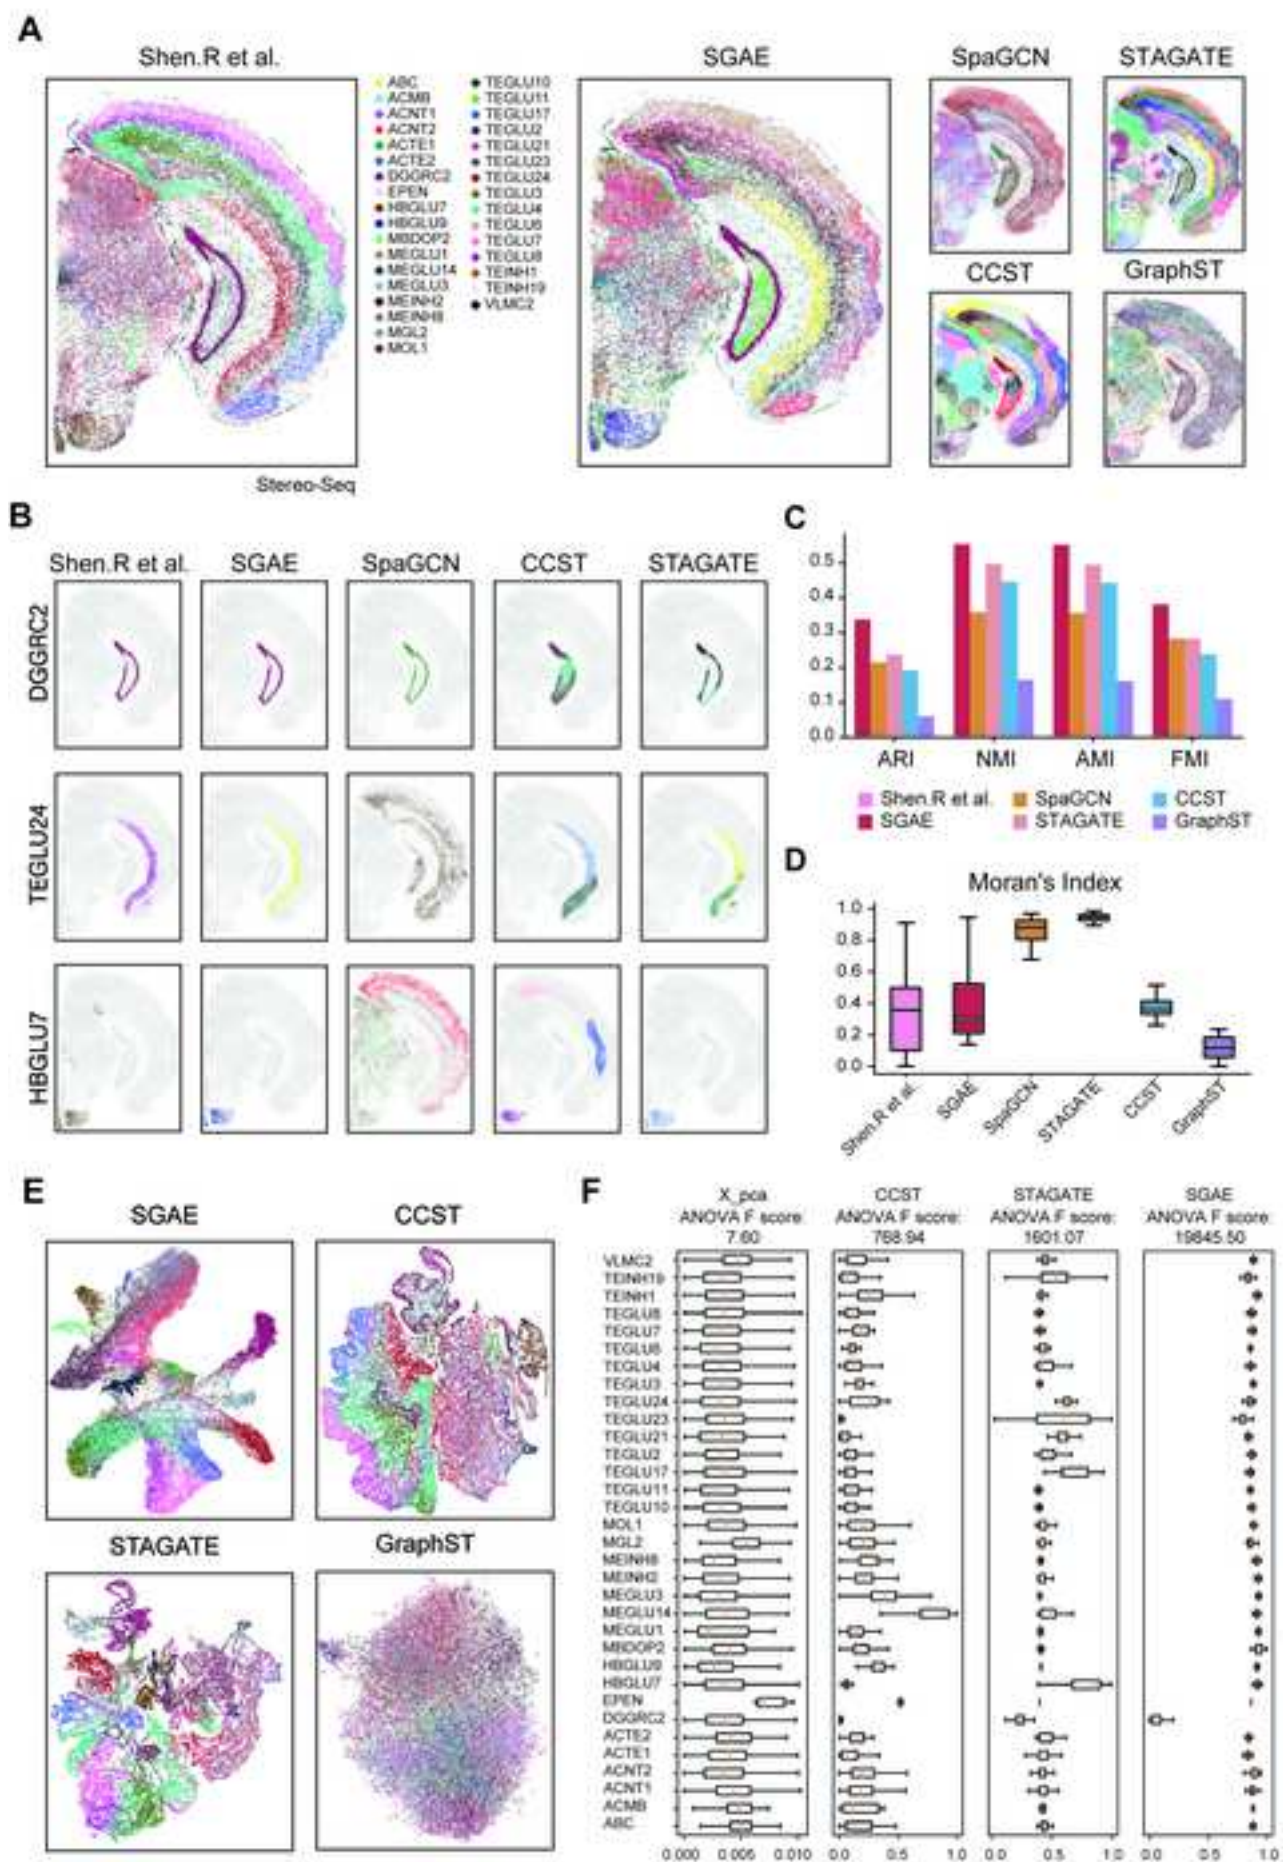 A
Shen.R et al.
SGAE
SpaGCN
STAGATE
ABC
ACMB
ACNT1
ACNT2
ACTE1
ACTE2
DGGRC2
EPEN
HBGLU7
HBGLU9
MBDOP2
MEGLU1
MEGLU14
MEGLU3
MEINH2
MEINH8
MGL2
MOL1
TEGLU10
TEGLU11
TEGLU17
TEGLU2
TEGLU21
TEGLU23
TEGLU24
TEGLU3
TEGLU4
TEGLU6
TEGLU7
TEGLU8
TEINH1
TEINH19
VLMC2
CCST
GraphST
Stereo-Seq
B
Shen.R et al.
SGAE
SpaGCN
CCST
STAGATE
DGGRC2
TEGLU24
HBGLU7
C
0.5
0.4
0.3
0.2
0.1
0.0
ARI
NMI
AMI
FMI
Shen.R et al.
SpaGCN
CCST
SGAE
STAGATE
GraphST
D
Moran's Index
1.0
0.8
0.6
0.4
0.2
0.0
Shen.R et al.
SGAE
SpaGCN
STAGATE
CCST
GraphST
E
SGAE
CCST
STAGATE
GraphST
F
X_pca
ANOVA F score:
7.60
CCST
ANOVA F score:
768.94
STAGATE
ANOVA F score:
1601.07
SGAE
ANOVA F score:
19845.50
VLMC2
TEINH19
TEINH1
TEGLU8
TEGLU7
TEGLU6
TEGLU4
TEGLU3
TEGLU24
TEGLU23
TEGLU21
TEGLU2
TEGLU17
TEGLU11
TEGLU10
MOL1
MGL2
MEINH8
MEINH2
MEGLU3
MEGLU14
MEGLU1
MBDOP2
HBGLU9
HBGLU7
EPEN
DGGRC2
ACTE2
ACTE1
ACNT2
ACNT1
ACMB
ABC
0.000 0.005 0.010
0.0 0.5 1.0
0.0 0.5 1.0
0.0 0.5 1.0